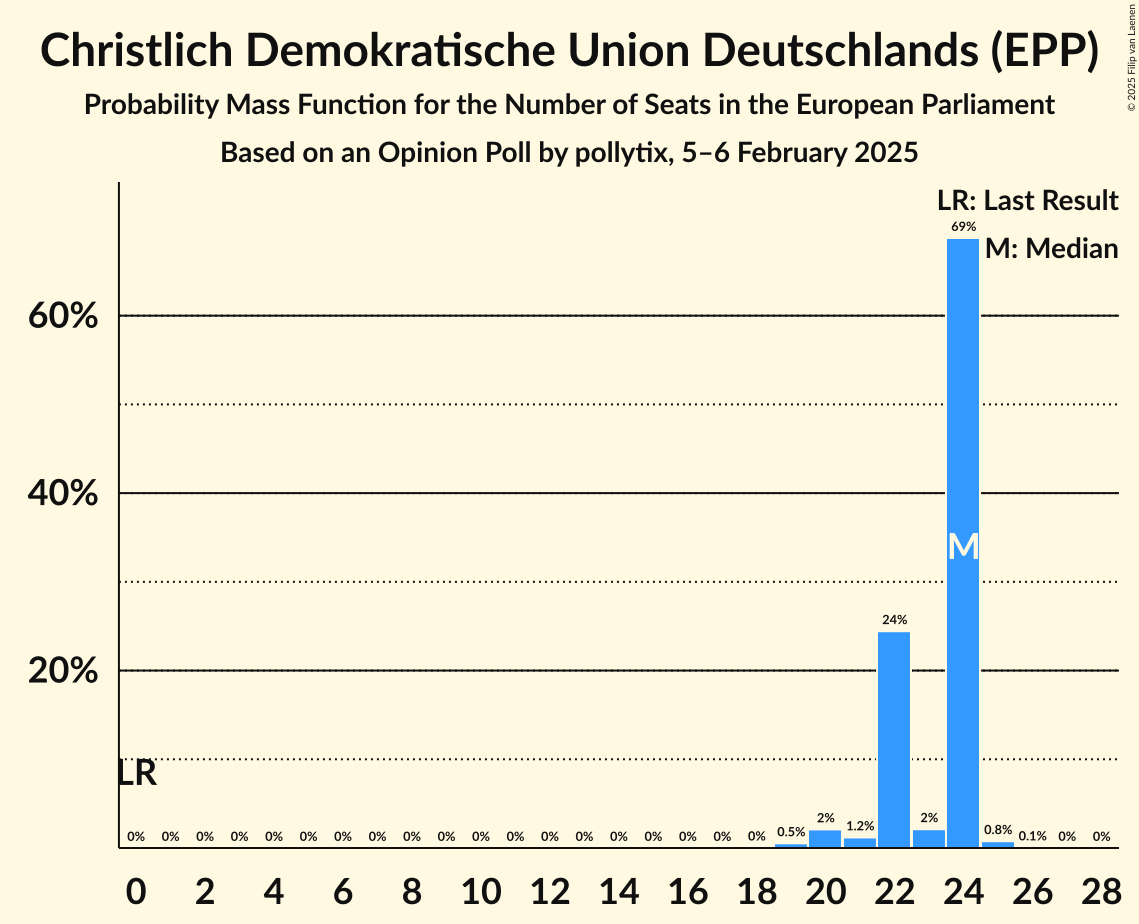 Christlich Demokratische Union Deutschlands (EPP)
Probability Mass Function for the Number of Seats in the European Parliament
Based on an Opinion Poll by pollytix, 5–6 February 2025
© 2025 Filip van Laenen
LR: Last Result
M: Median
69%
60%
40%
M
24%
20%
LR
0% 0% 0% 0% 0% 0% 0% 0% 0% 0% 0% 0% 0% 0% 0% 0% 0% 0% 0% 0.5% 2% 1.2% 2% 0.8% 0.1% 0% 0%
0 2 4 6 8 10 12 14 16 18 20 22 24 26 28